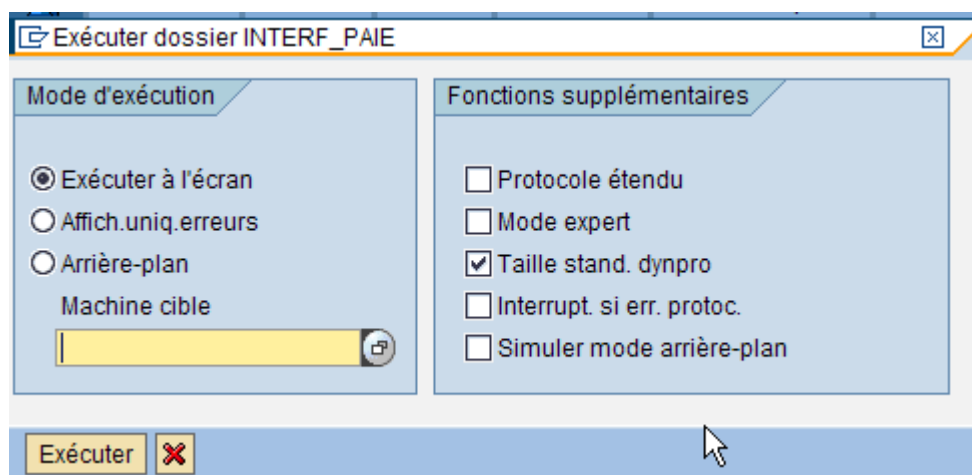 Exécuter dossier INTERF_PAIE
Mode d'exécution
Exécuter à l'écran
Affich.uniq.erreurs
Arrière-plan
Machine cible
Fonctions supplémentaires
Protocole étendu
Mode expert
Taille stand. dynpro
Interrupt. si err. protoc.
Simuler mode arrière-plan
Exécuter